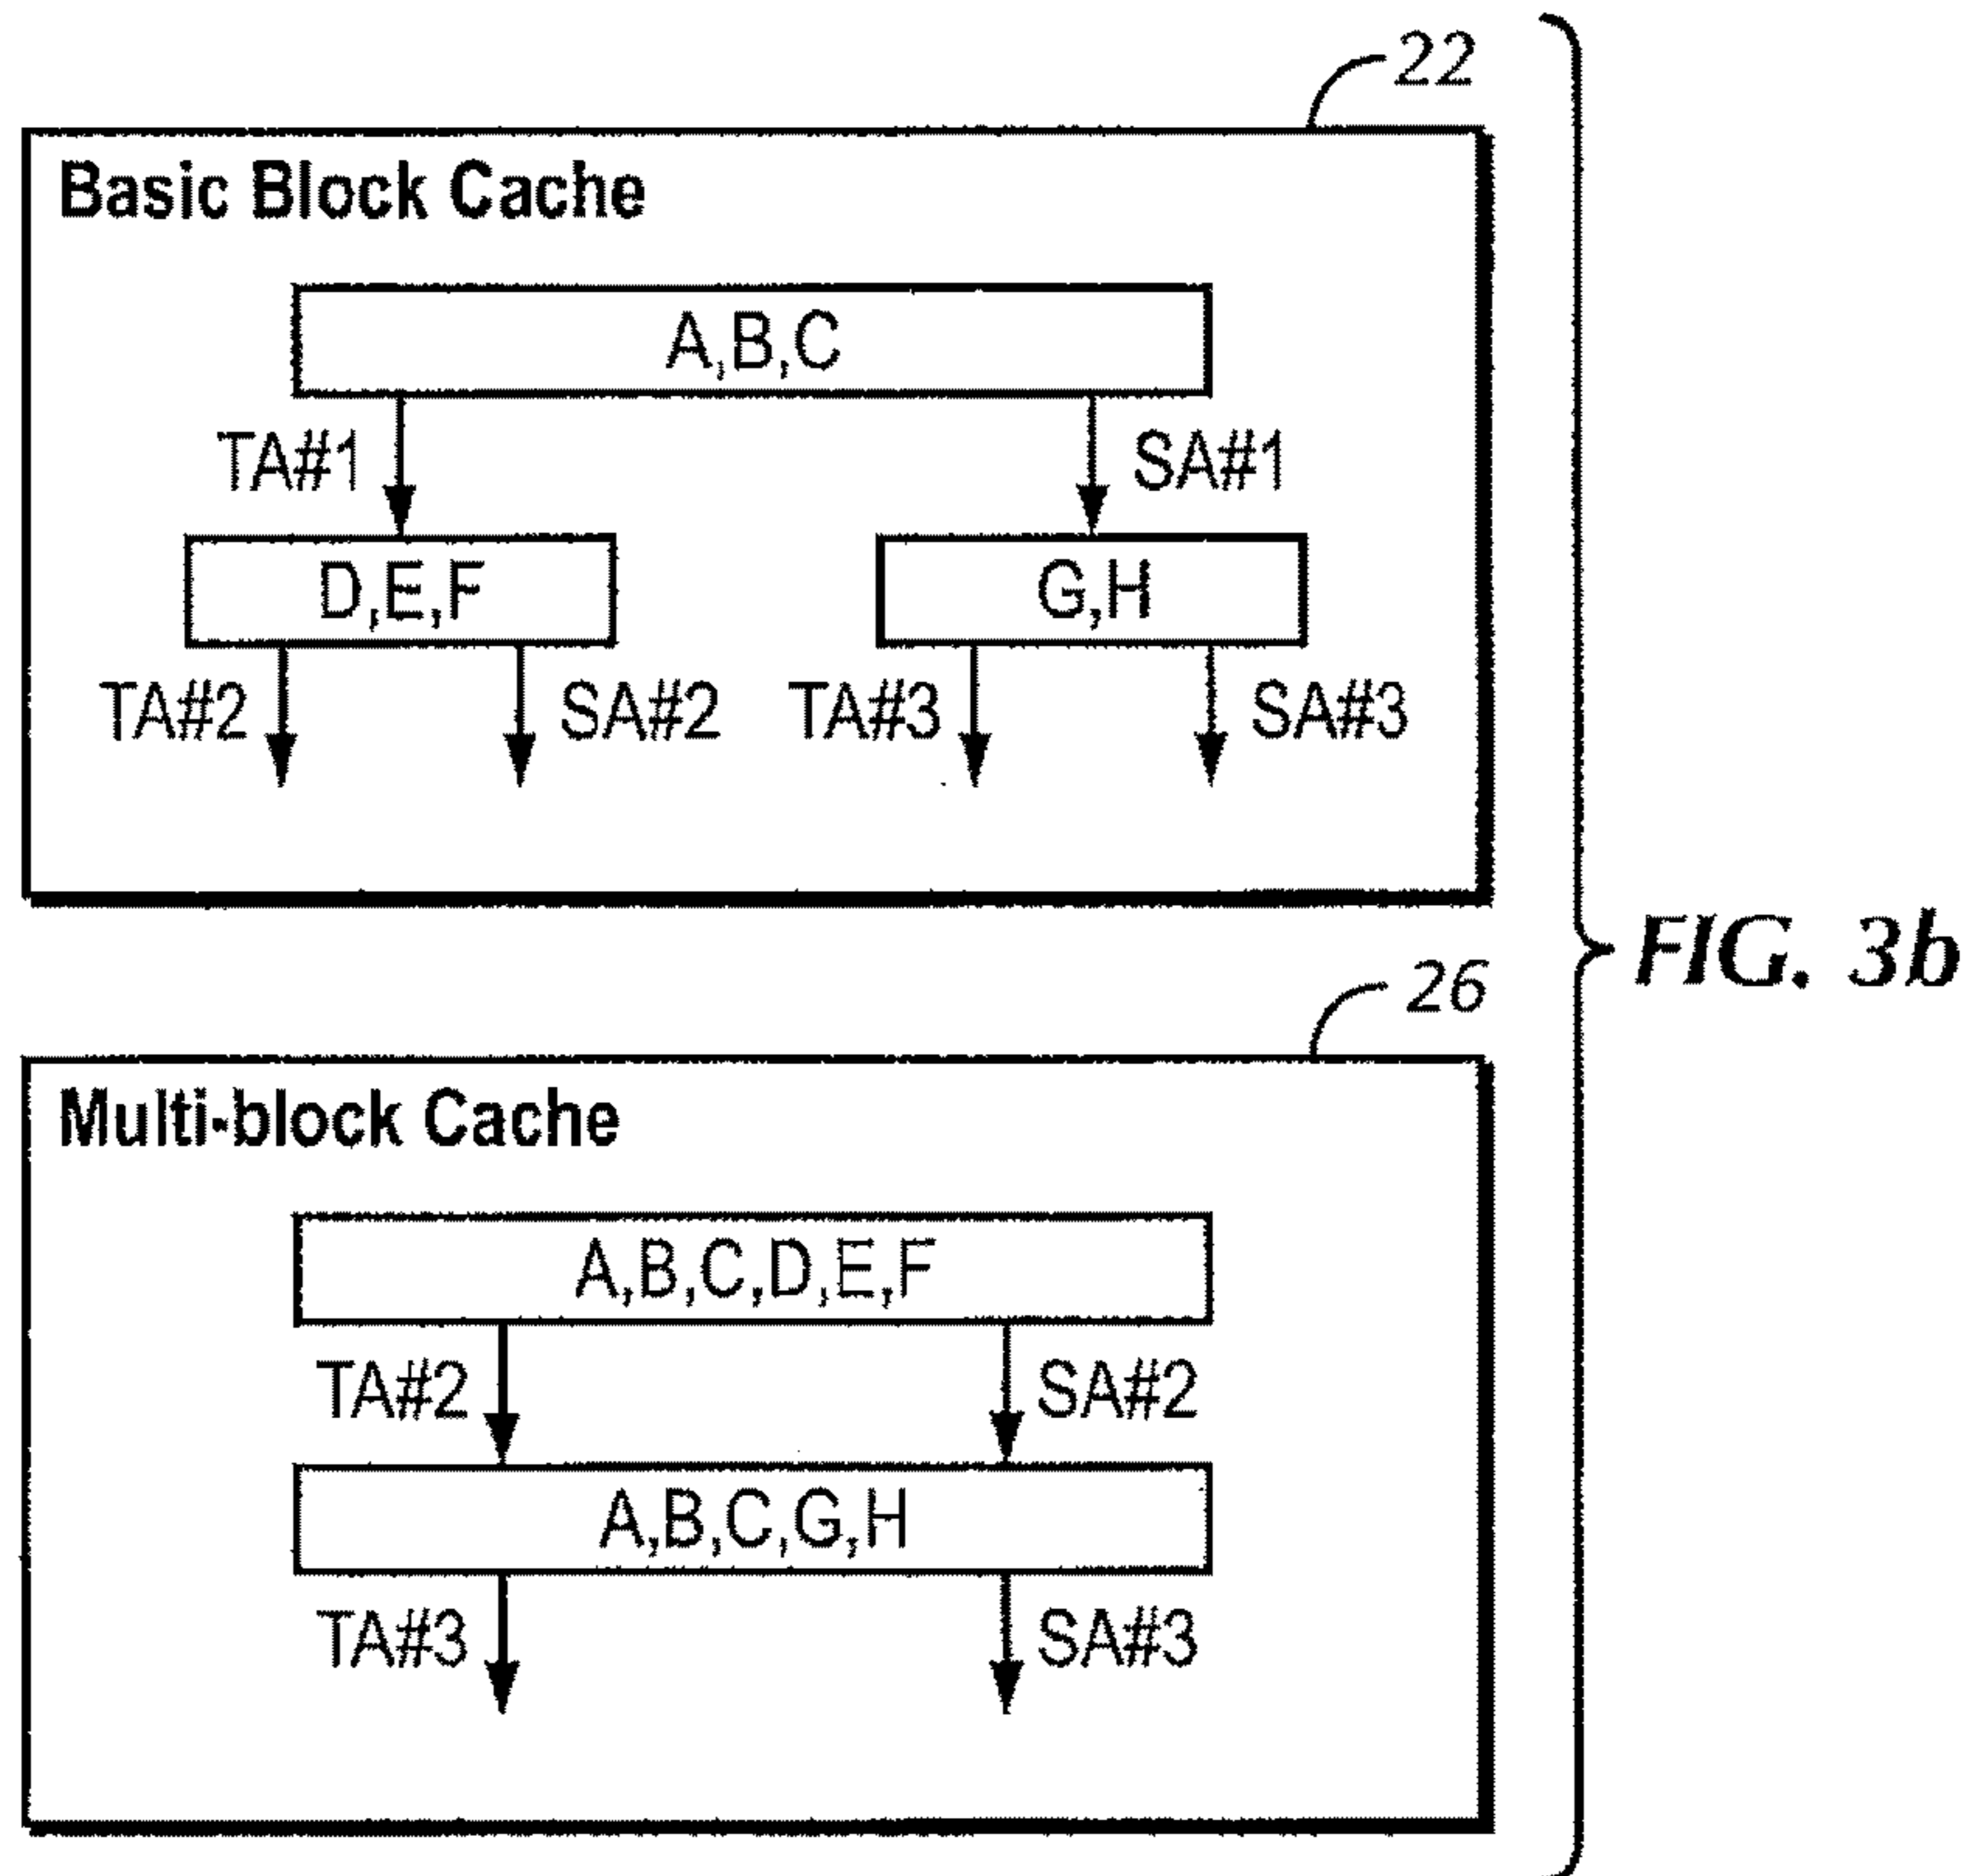 22
Basic Block Cache
A,B,C
TA#1 SA#1
D,E,F G,H
TA#2 SA#2 TA#3 SA#3
FIG. 3b
26
Multi-block Cache
A,B,C,D,E,F
TA#2 SA#2
A,B,C,G,H
TA#3 SA#3